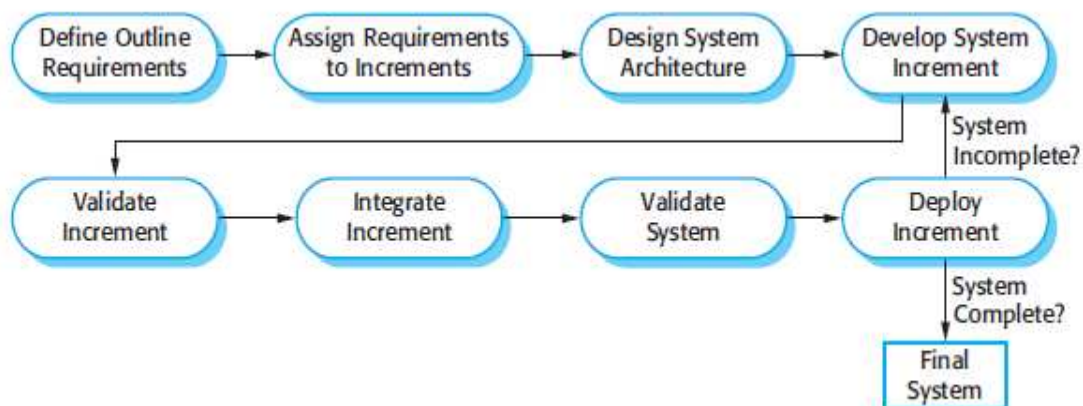 Define Outline
Requirements
Assign Requirements
to Increments
Design System
Architecture
Develop System
Increment
System
Incomplete?
Validate
Increment
Integrate
Increment
Validate
System
Deploy
Increment
System
Complete?
Final
System